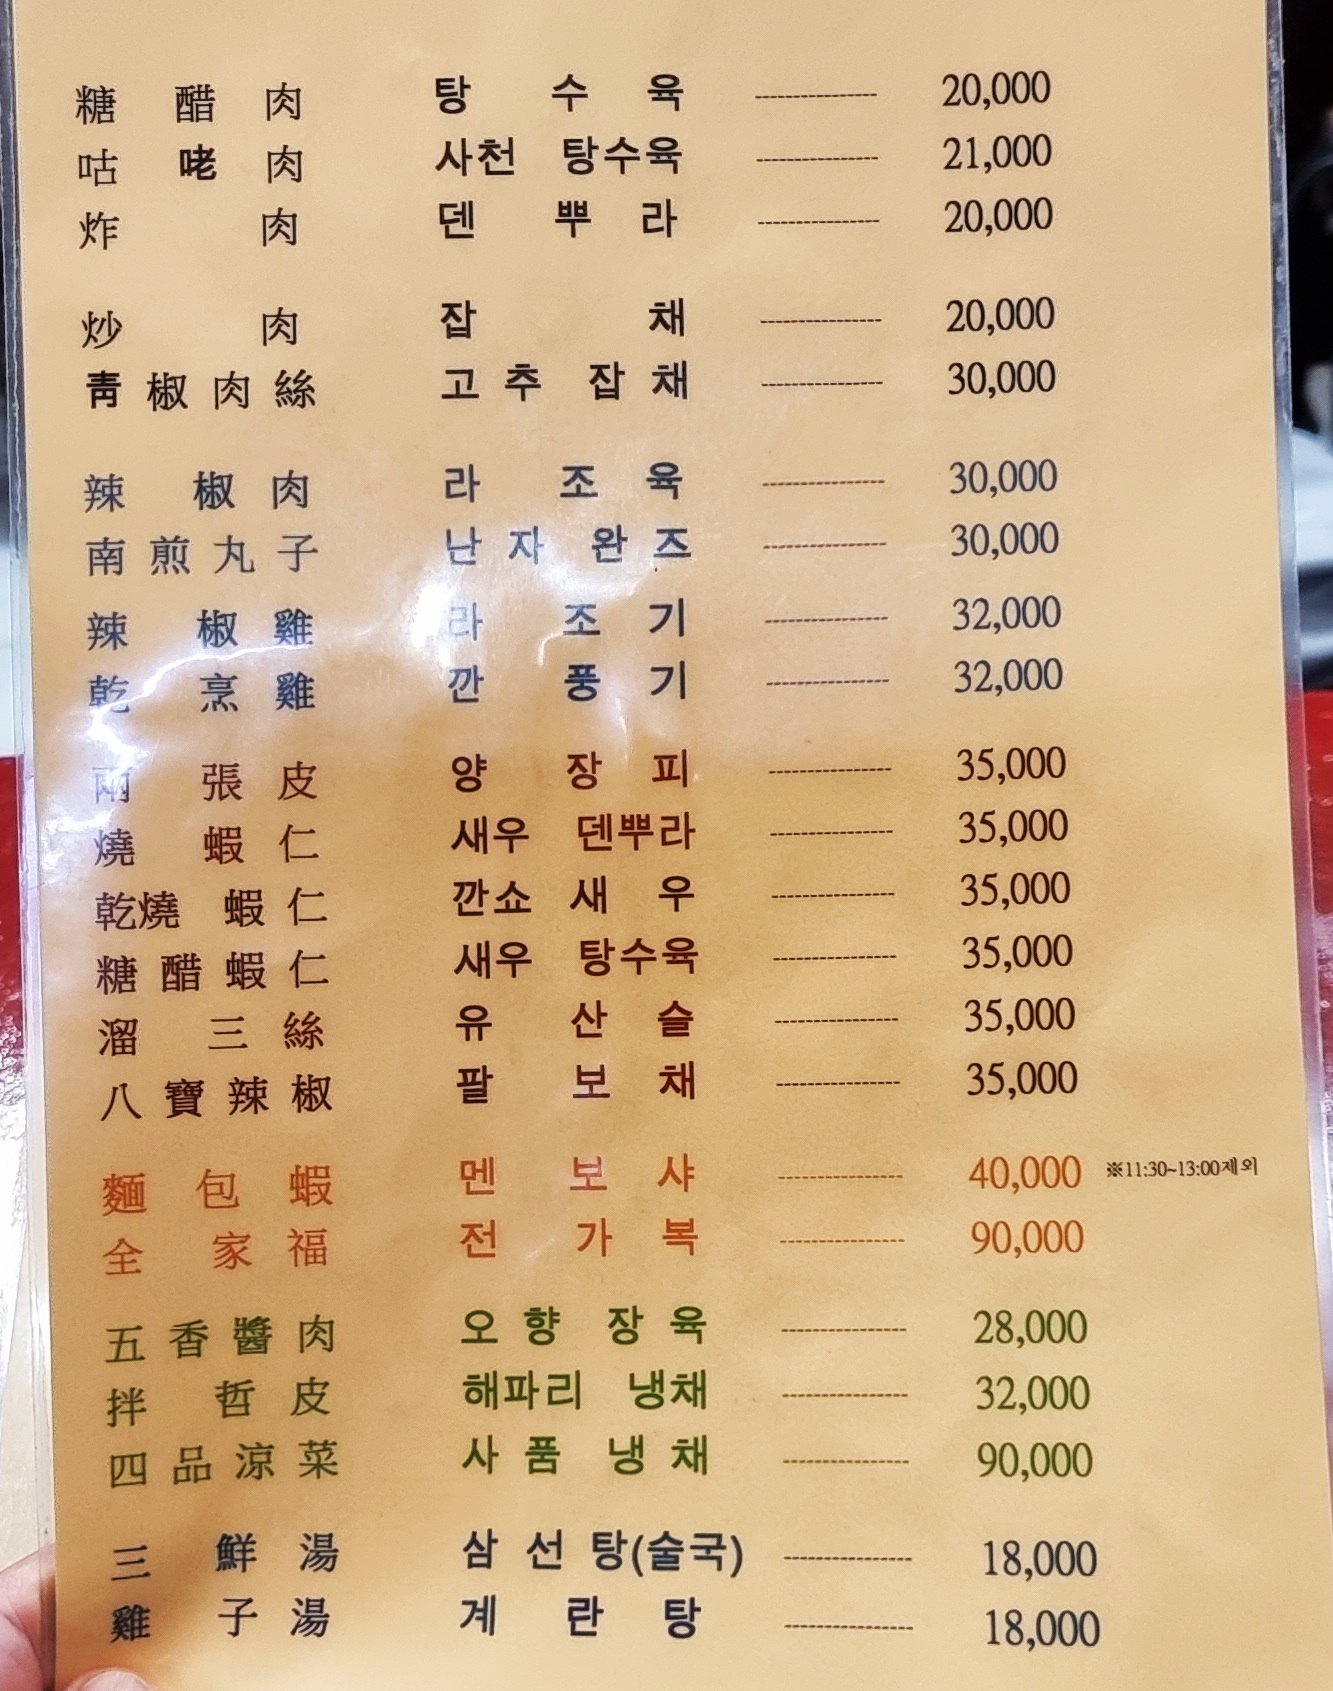 糖醋肉 탕수육 20,000
咕咾肉 사천 탕수육 21,000
炸肉 덴뿌라 20,000
炒肉 잡채 20,000
靑椒肉絲 고추잡채 30,000
辣椒肉 라조육 30,000
南煎丸子 난자완즈 30,000
辣椒雞 라조기 32,000
乾烹雞 깐풍기 32,000
兩張皮 양장피 35,000
燒蝦仁 새우 덴뿌라 35,000
乾燒蝦仁 깐쇼새우 35,000
糖醋蝦仁 새우 탕수육 35,000
溜三絲 유산슬 35,000
八寶辣椒 팔보채 35,000
麵包蝦 멘보샤 40,000 ※11:30~13:00제외
全家福 전가복 90,000
五香醬肉 오향장육 28,000
拌哲皮 해파리 냉채 32,000
四品涼菜 사품냉채 90,000
三鮮湯 삼선탕(술국) 18,000
雞子湯 계란탕 18,000